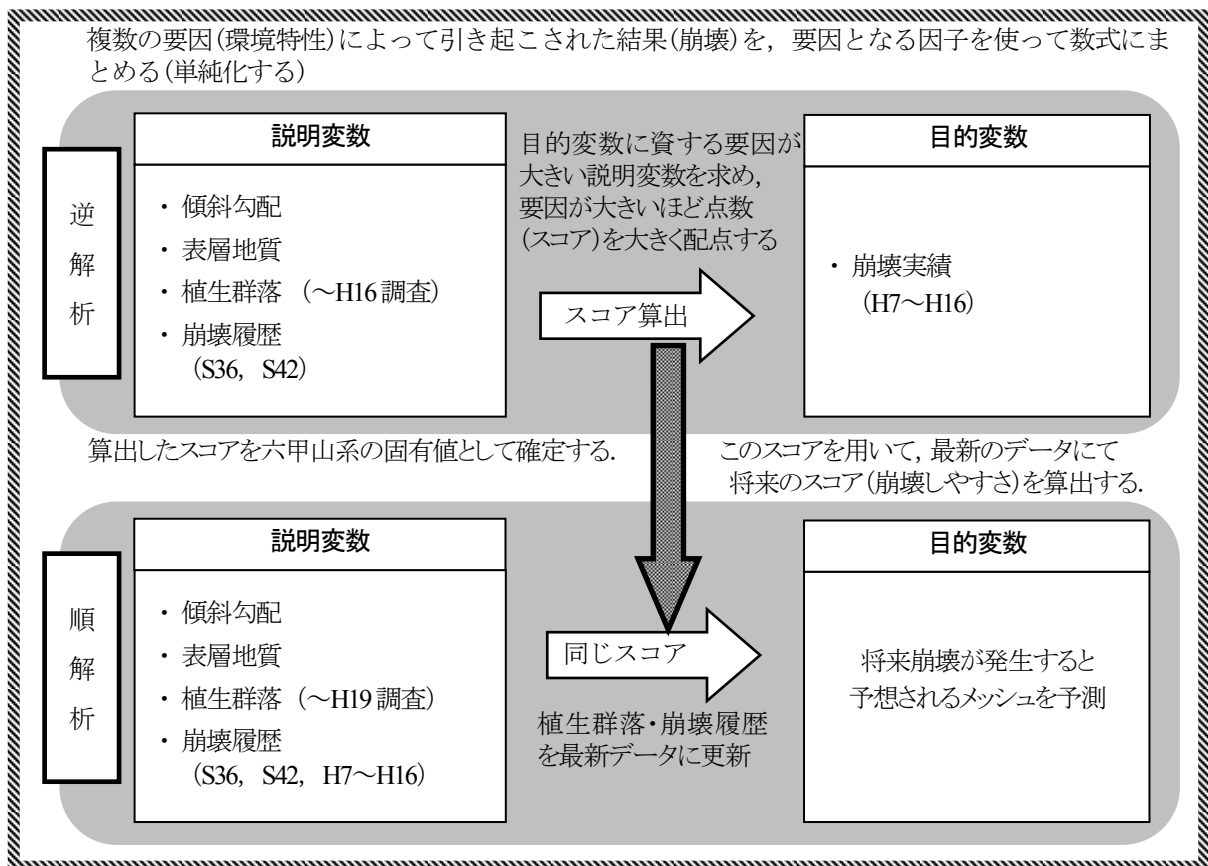 複数の要因(環境特性)によって引き起こされた結果(崩壊)を，要因となる因子を使って数式にま
とめる(単純化する)
逆解析
説明変数
・ 傾斜勾配
・ 表層地質
・ 植生群落 （～H16調査）
・ 崩壊履歴
（S36， S42）
目的変数に資する要因が
大きい説明変数を求め，
要因が大きいほど点数
(スコア)を大きく配点する
スコア算出
目的変数
・ 崩壊実績
（H7～H16）
算出したスコアを六甲山系の固有値として確定する．
このスコアを用いて，最新のデータにて
将来のスコア(崩壊しやすさ)を算出する．
順解析
説明変数
・ 傾斜勾配
・ 表層地質
・ 植生群落 （～H19調査）
・ 崩壊履歴
（S36， S42， H7～H16）
同じスコア
植生群落・崩壊履歴
を最新データに更新
目的変数
将来崩壊が発生すると
予想されるメッシュを予測